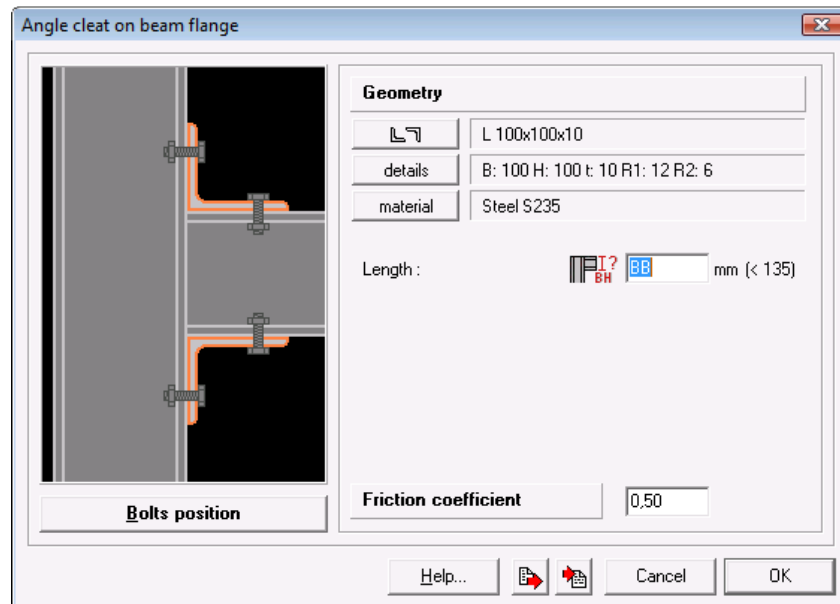 Angle cleat on beam flange
Geometry
L 100x100x10
details
B: 100 H: 100 t: 10 R1: 12 R2: 6
material
Steel S235
Length :
I?
BH
BB
mm (< 135)
Bolts position
Friction coefficient
0,50
Help...
Cancel
OK